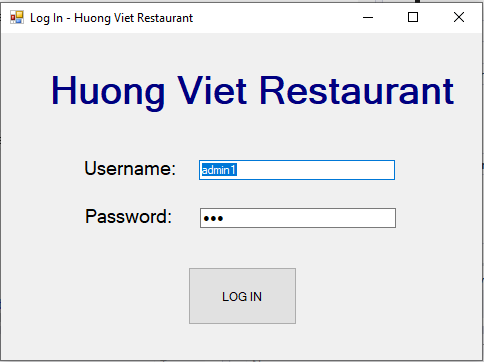 Log In - Huong Viet Restaurant
Huong Viet Restaurant
Username: admin1
Password: •••
LOG IN